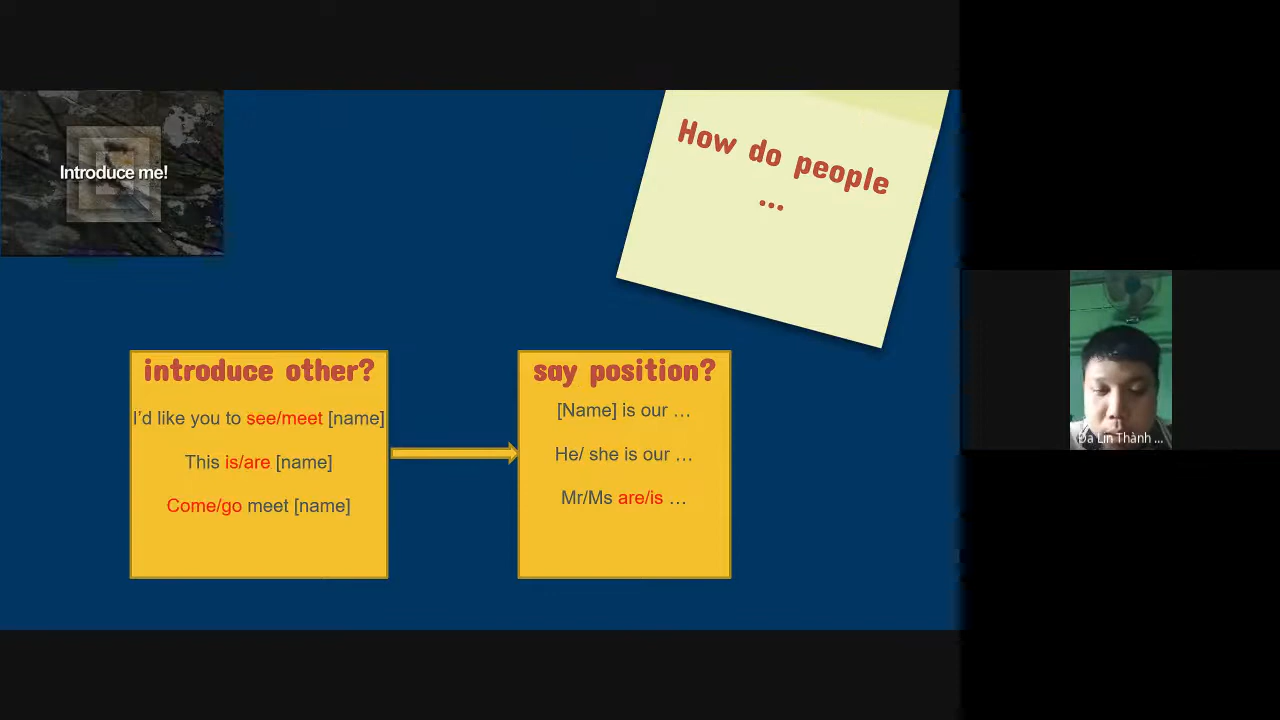 Introduce me!
How do people
...
introduce other?
I'd like you to see/meet [name]
This is/are [name]
Come/go meet [name]
say position?
[Name] is our …
He/ she is our …
Mr/Ms are/is …
Đa Lin Thành ...